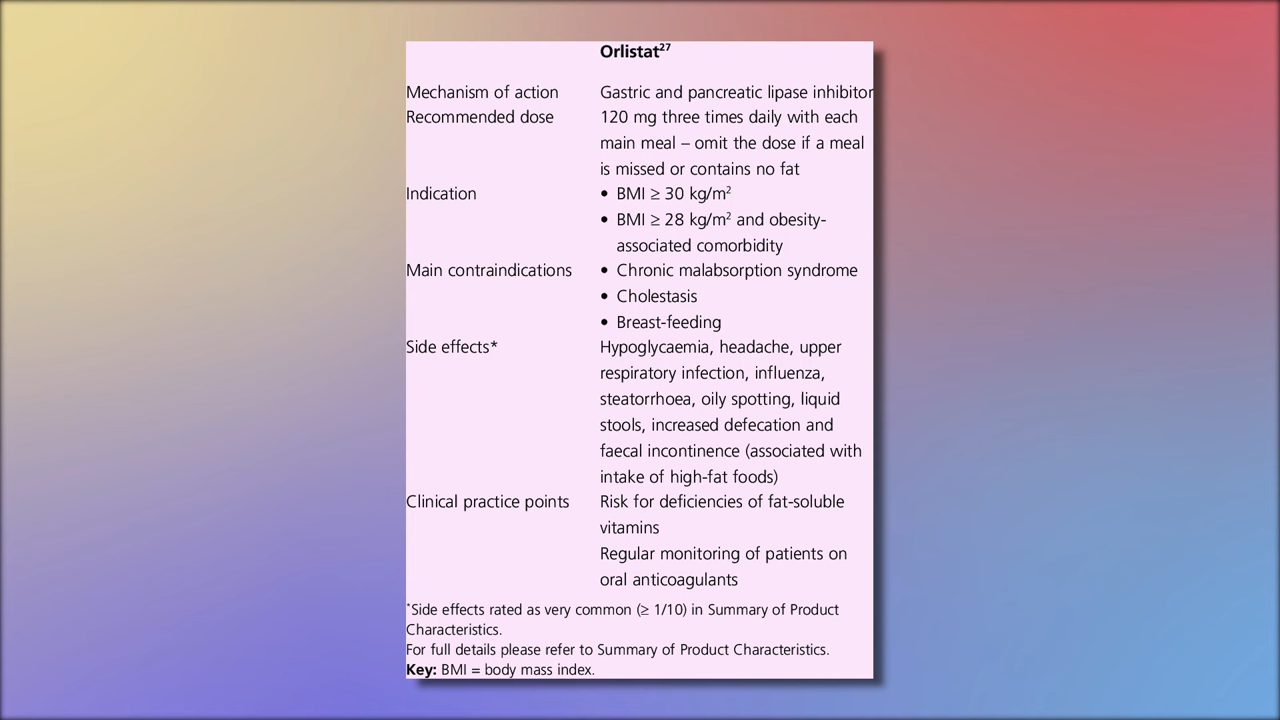 Orlistat²⁷
Mechanism of action Gastric and pancreatic lipase inhibitor
Recommended dose 120 mg three times daily with each
main meal – omit the dose if a meal
is missed or contains no fat
Indication • BMI ≥ 30 kg/m²
• BMI ≥ 28 kg/m² and obesity-
associated comorbidity
Main contraindications • Chronic malabsorption syndrome
• Cholestasis
• Breast-feeding
Side effects* Hypoglycaemia, headache, upper
respiratory infection, influenza,
steatorrhoea, oily spotting, liquid
stools, increased defecation and
faecal incontinence (associated with
intake of high-fat foods)
Clinical practice points Risk for deficiencies of fat-soluble
vitamins
Regular monitoring of patients on
oral anticoagulants
*Side effects rated as very common (≥ 1/10) in Summary of Product
Characteristics.
For full details please refer to Summary of Product Characteristics.
Key: BMI = body mass index.